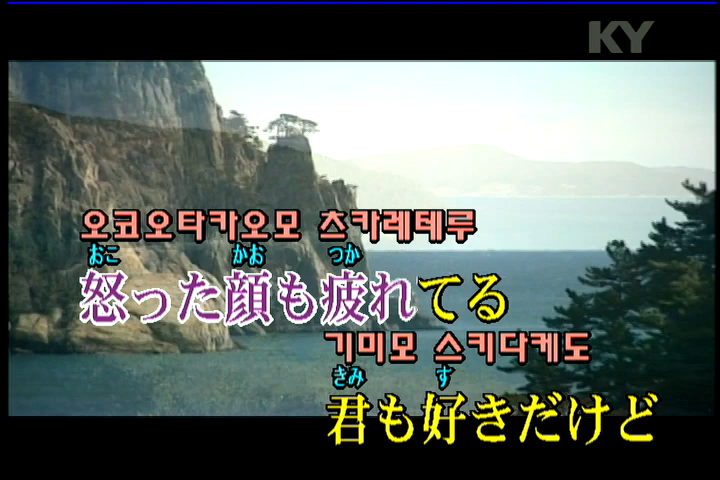 KY
오코오타카오모 츠카레테루
おこ かお つか
怒った顔も疲れてる
기미모 스키다케도
きみ す
君も好きだけど